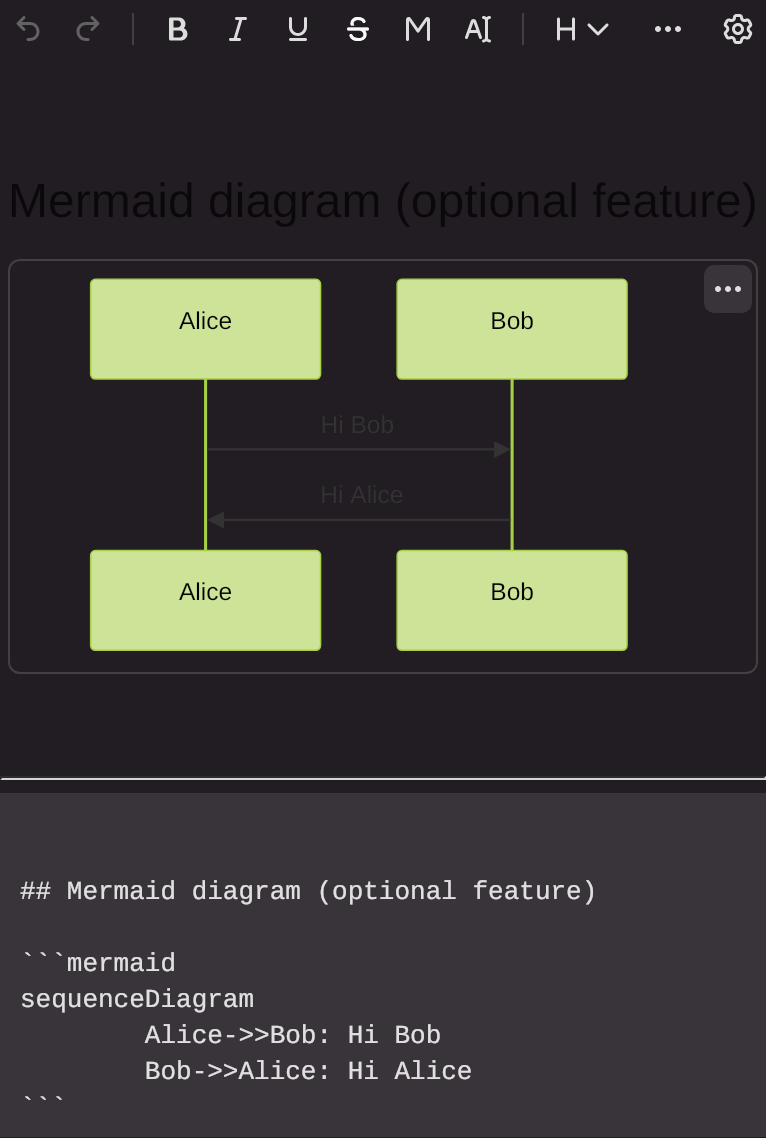 B I U S M A H
Mermaid diagram (optional feature)
Alice Bob
Hi Bob
Hi Alice
Alice Bob
## Mermaid diagram (optional feature)
```mermaid
sequenceDiagram
        Alice->>Bob: Hi Bob
        Bob->>Alice: Hi Alice
```